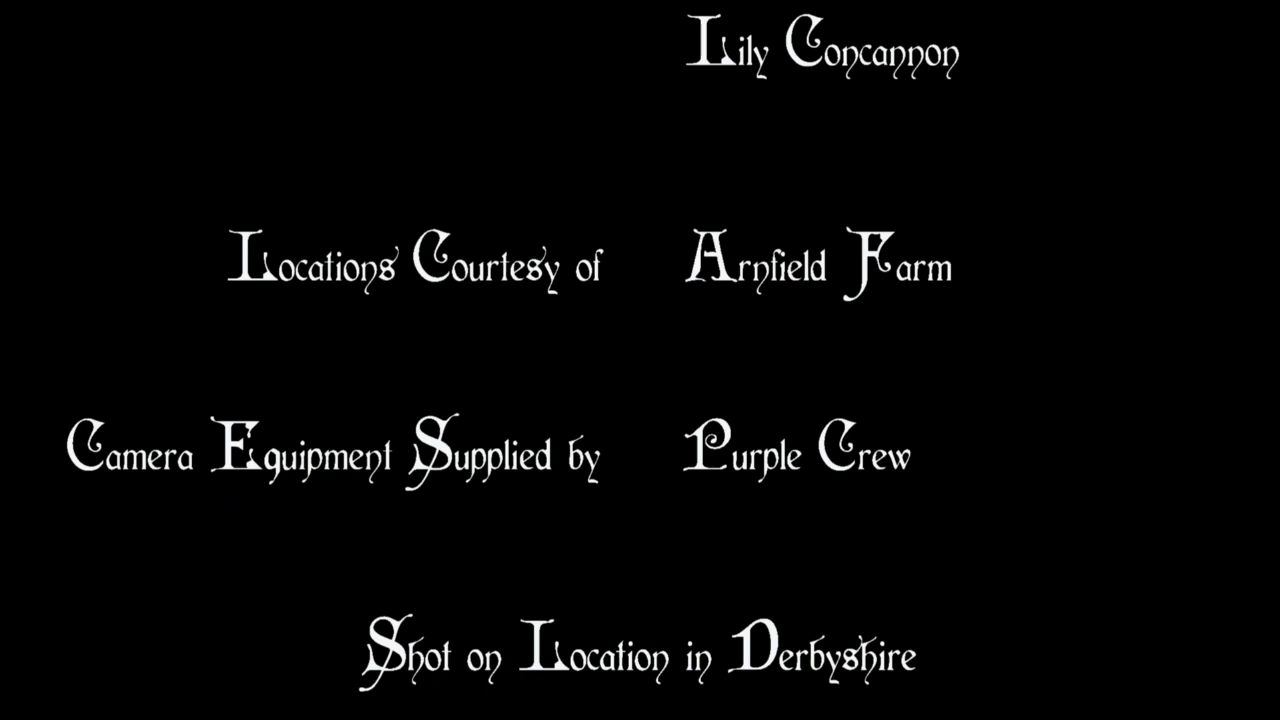 Lily Concannon
Locations Courtesy of Arnfield Farm
Camera Equipment Supplied by Purple Crew
Shot on Location in Derbyshire